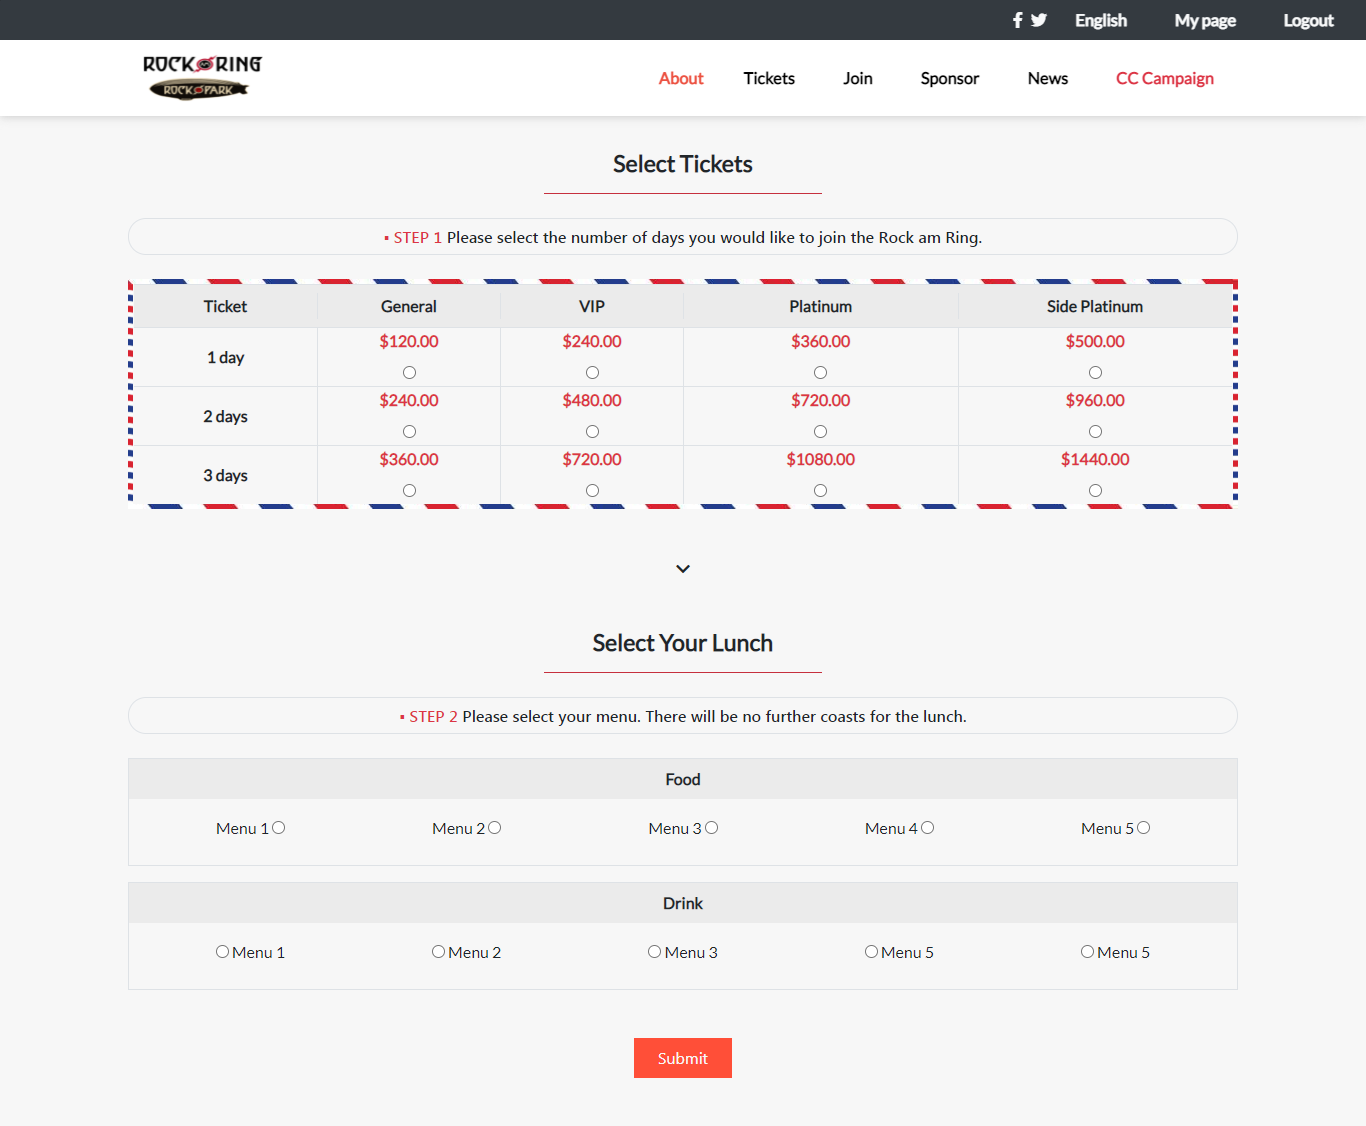 English My page Logout
ROCK RING
ROCK PARK
About Tickets Join Sponsor News CC Campaign
Select Tickets
▪ STEP 1 Please select the number of days you would like to join the Rock am Ring.
Ticket General VIP Platinum Side Platinum
1 day $120.00 $240.00 $360.00 $500.00
2 days $240.00 $480.00 $720.00 $960.00
3 days $360.00 $720.00 $1080.00 $1440.00
Select Your Lunch
▪ STEP 2 Please select your menu. There will be no further coasts for the lunch.
Food
Menu 1 Menu 2 Menu 3 Menu 4 Menu 5
Drink
Menu 1 Menu 2 Menu 3 Menu 5 Menu 5
Submit